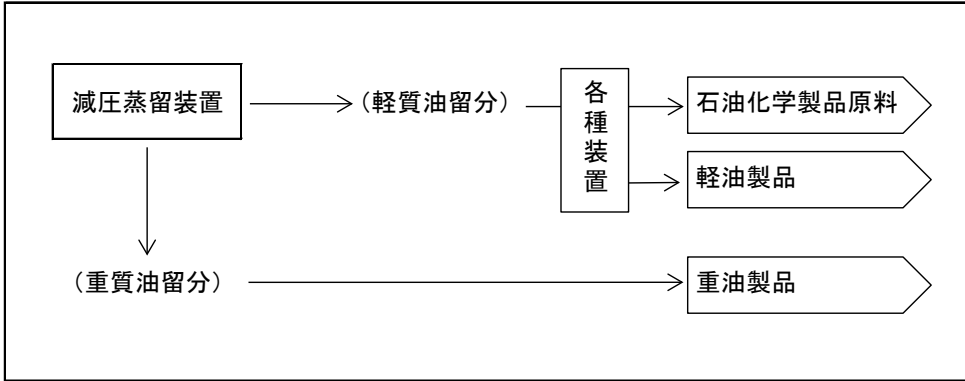 減圧蒸留装置
（軽質油留分）
各種装置
石油化学製品原料
軽油製品
（重質油留分）
重油製品